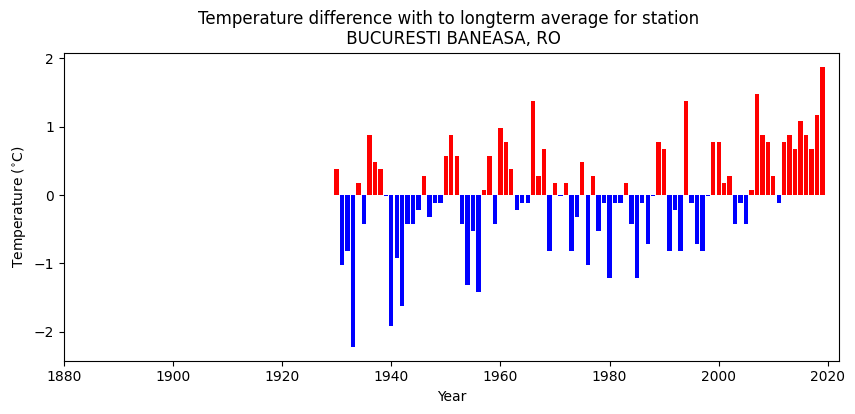 Temperature difference with to longterm average for station
BUCURESTI BANEASA, RO
2
1
0
−1
−2
Temperature (°C)
1880 1900 1920 1940 1960 1980 2000 2020
Year